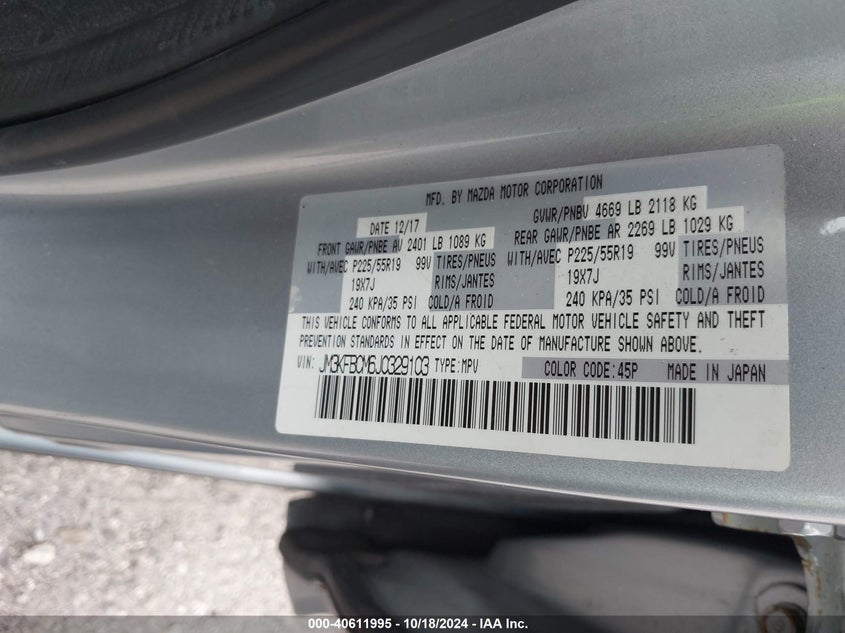 MFD. BY MAZDA MOTOR CORPORATION
DATE 12/17 GVWR/PNBV 4669 LB 2118 KG
FRONT GAWR/PNBE AV 2401 LB 1089 KG REAR GAWR/PNBE AR 2269 LB 1029 KG
WITH/AVEC P225/55R19 99V TIRES/PNEUS WITH/AVEC P225/55R19 99V TIRES/PNEUS
19X7J RIMS/JANTES 19X7J RIMS/JANTES
240 KPA/35 PSI COLD/A FROID 240 KPA/35 PSI COLD/A FROID
THIS VEHICLE CONFORMS TO ALL APPLICABLE FEDERAL MOTOR VEHICLE SAFETY AND THEFT
PREVENTION STANDARDS IN EFFECT ON THE DATE OF MANUFACTURE SHOWN ABOVE.
VIN: JM3KFBCM6J0329103 TYPE:MPV COLOR CODE:45P MADE IN JAPAN
000-40611995 - 10/18/2024 - IAA Inc.